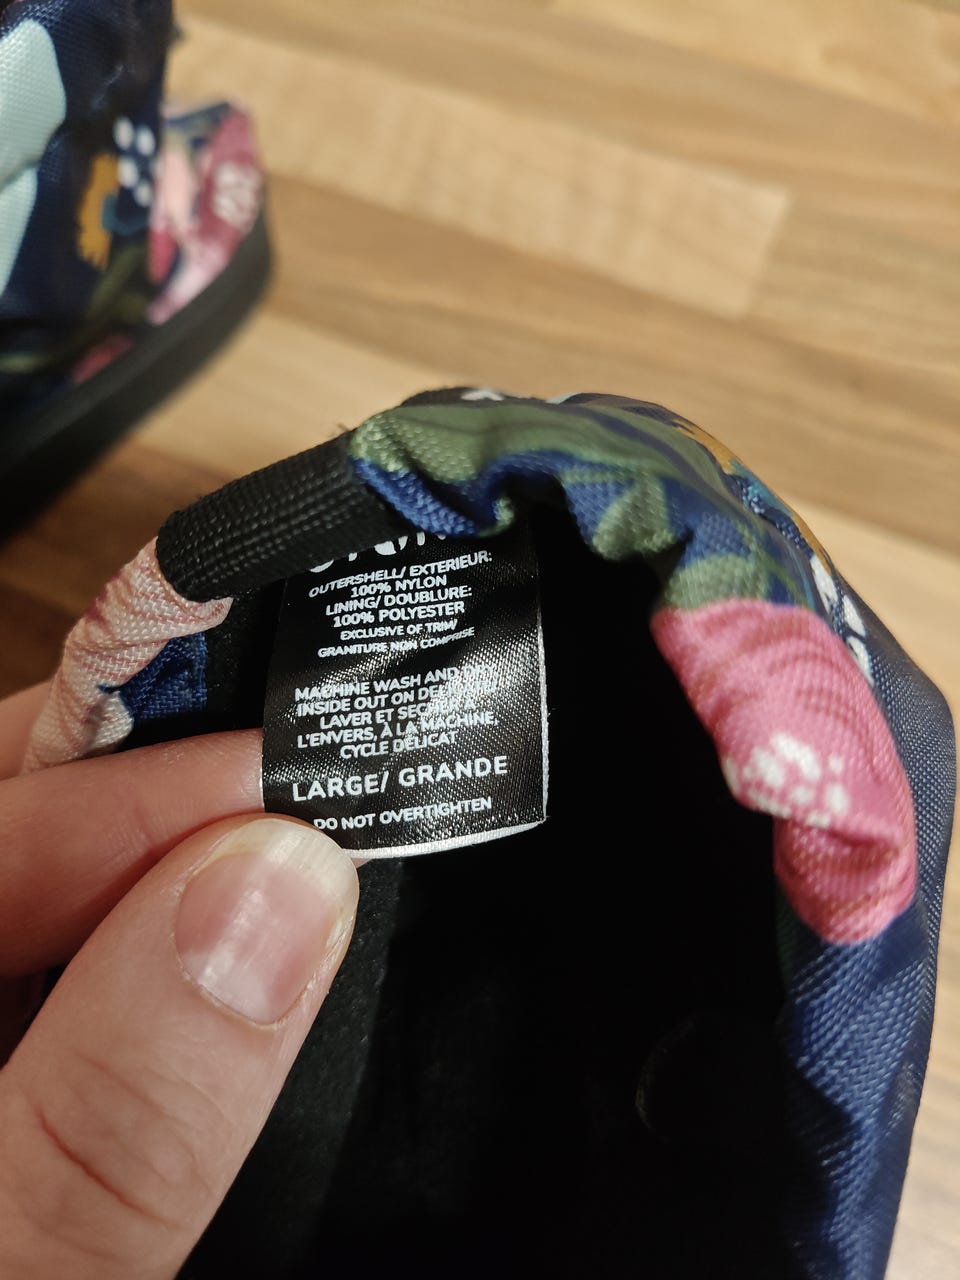 OUTERSHELL/ EXTERIEUR:
100% NYLON
LINING/ DOUBLURE:
100% POLYESTER
EXCLUSIVE OF TRIM/
GRANITURE NON COMPRISE
MACHINE WASH AND DRY
INSIDE OUT ON DELICATE/
LAVER ET SECHER À
L'ENVERS, À LA MACHINE,
CYCLE DÉLICAT
LARGE/ GRANDE
DO NOT OVERTIGHTEN